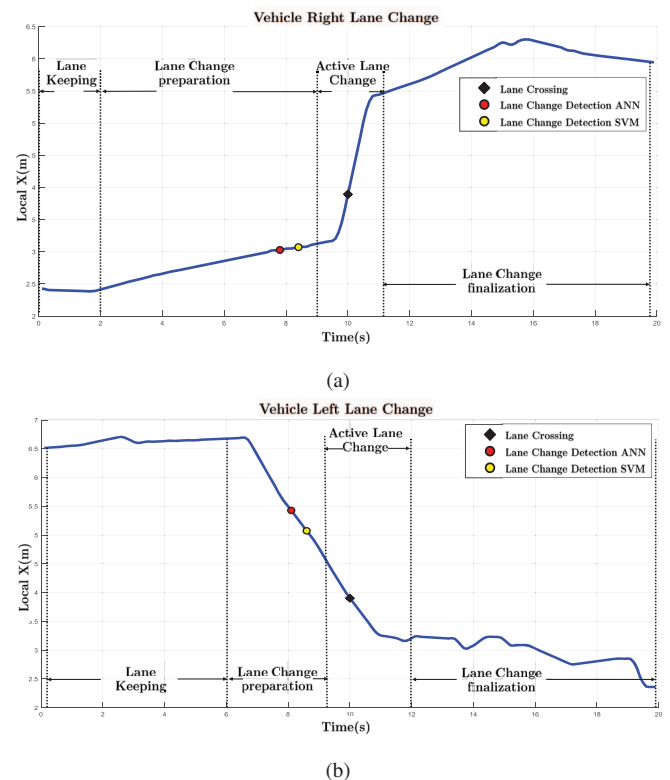 Vehicle Right Lane Change
Lane
Keeping
Lane Change
preparation
Active Lane
Change
Lane Crossing
Lane Change Detection ANN
Lane Change Detection SVM
Lane Change
finalization
Local X(m)
6.5
6
5.5
5
5
4
5
3
2.5
2
0 2 4 6 8 10 12 14 16 18 20
Time(s)
(a)
Vehicle Left Lane Change
Active Lane
Change
Lane Crossing
Lane Change Detection ANN
Lane Change Detection SVM
Local X(m)
7
6.5
6
5.5
5
.5
4
.5
3
2.5
2
Lane
Keeping
Lane Change
preparation
Lane Change
finalization
0 2 4 6 8 10 12 14 16 18 20
Time(s)
(b)